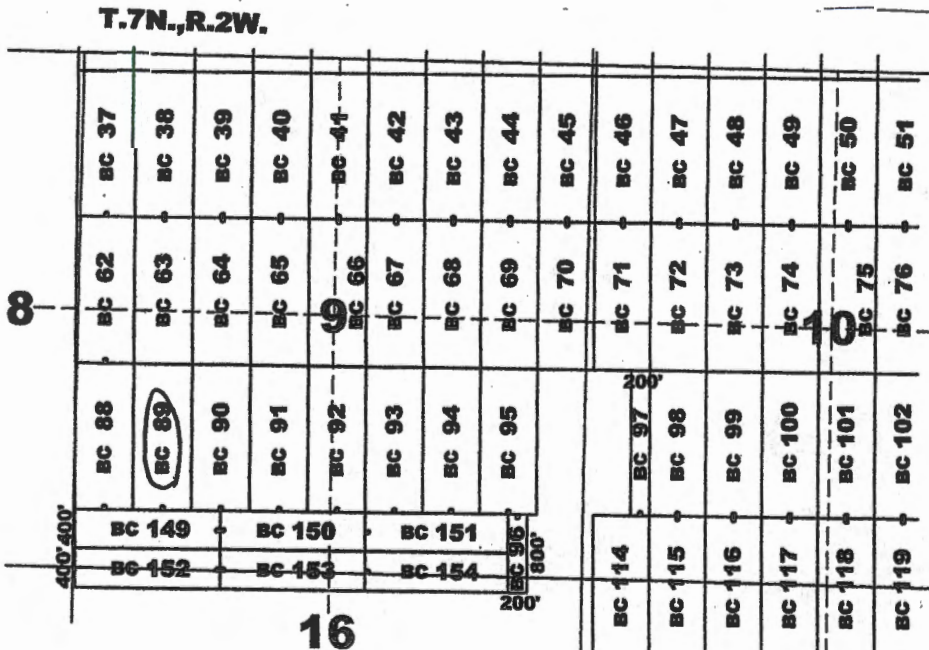 T.7N.,R.2W.
BC 37 BC 38 BC 39 BC 40 BC 41 BC 42 BC 43 BC 44 BC 45 BC 46 BC 47 BC 48 BC 49 BC 50 BC 51
BC 62 BC 63 BC 64 BC 65 BC 66 BC 67 BC 68 BC 69 BC 70 BC 71 BC 72 BC 73 BC 74 BC 75 BC 76
8 9 10
200'
BC 88 BC 89 BC 90 BC 91 BC 92 BC 93 BC 94 BC 95 BC 97 BC 98 BC 99 BC 100 BC 101 BC 102
400' BC 149 BC 150 BC 151 BC 96 800'
400' BC 152 BC 153 BC 154 BC 114 BC 115 BC 116 BC 117 BC 118 BC 119
200'
16